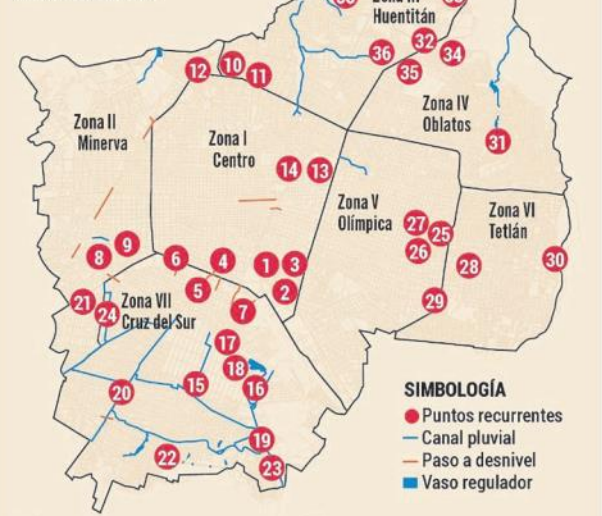 Huentitán
36
32
34
35
12
10
11
Zona IV
Oblatos
Zona II
Minerva
Zona I
Centro
31
14
13
Zona V
Olímpica
Zona VI
Tetlán
27
25
26
28
30
8
9
6
4
1
3
5
2
7
29
21
24
Zona VII
Cruz del Sur
17
18
16
15
20
19
22
23
SIMBOLOGÍA
Puntos recurrentes
Canal pluvial
Paso a desnivel
Vaso regulador